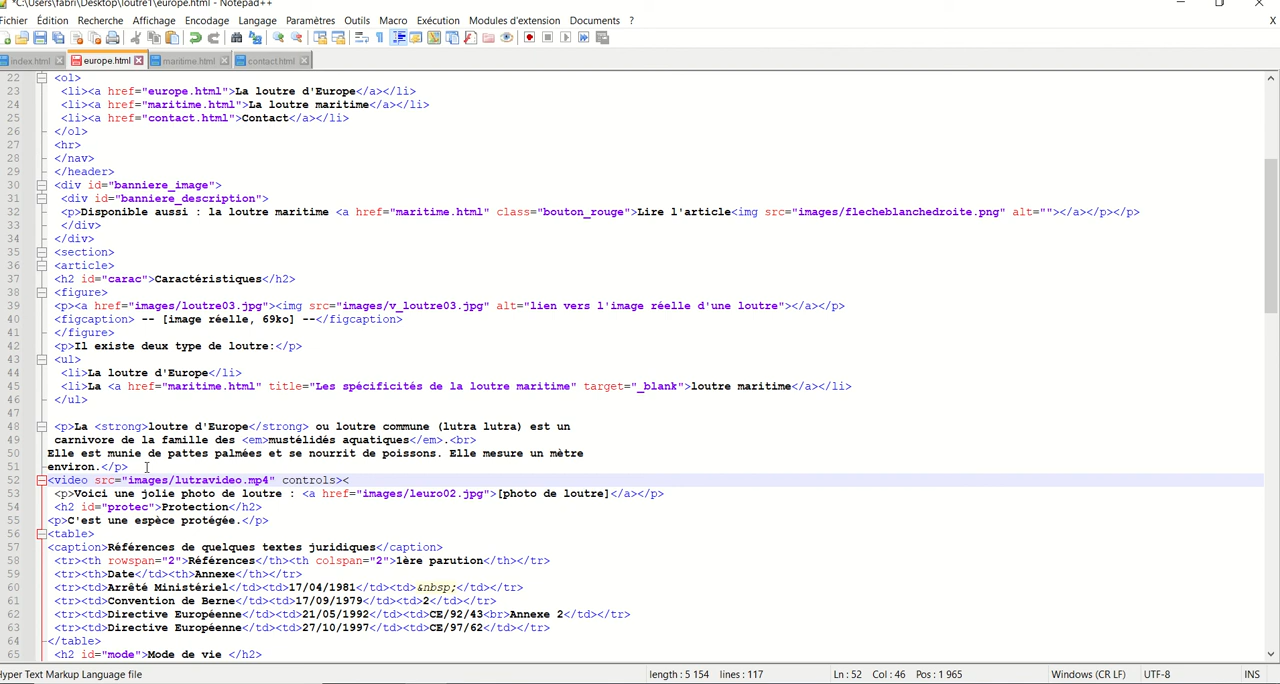 *C:\Users\fabri\Desktop\loutre1\europe.html - Notepad++
Fichier Édition Recherche Affichage Encodage Langage Paramètres Outils Macro Exécution Modules d'extension Documents ? X
index.html europe.html maritime.html contact.html
22 <ol>
23 <li><a href="europe.html">La loutre d'Europe</a></li>
24 <li><a href="maritime.html">La loutre maritime</a></li>
25 <li><a href="contact.html">Contact</a></li>
26 </ol>
27 <hr>
28 </nav>
29 </header>
30 <div id="banniere_image">
31 <div id="banniere_description">
32 <p>Disponible aussi : la loutre maritime <a href="maritime.html" class="bouton_rouge">Lire l'article<img src="images/flecheblanchedroite.png" alt=""></a></p></p>
33 </div>
34 </div>
35 <section>
36 <article>
37 <h2 id="carac">Caractéristiques</h2>
38 <figure>
39 <p><a href="images/loutre03.jpg"><img src="images/v_loutre03.jpg" alt="lien vers l'image réelle d'une loutre"></a></p>
40 <figcaption> -- [image réelle, 69ko] --</figcaption>
41 </figure>
42 <p>Il existe deux type de loutre:</p>
43 <ul>
44 <li>La loutre d'Europe</li>
45 <li>La <a href="maritime.html" title="Les spécificités de la loutre maritime" target="_blank">loutre maritime</a></li>
46 </ul>
47
48 <p>La <strong>loutre d'Europe</strong> ou loutre commune (lutra lutra) est un
49 carnivore de la famille des <em>mustélidés aquatiques</em>.<br>
50 Elle est munie de pattes palmées et se nourrit de poissons. Elle mesure un mètre
51 environ.</p>
52 <video src="images/lutravideo.mp4" controls><
53 <p>Voici une jolie photo de loutre : <a href="images/leuro02.jpg">[photo de loutre]</a></p>
54 <h2 id="protec">Protection</h2>
55 <p>C'est une espèce protégée.</p>
56 <table>
57 <caption>Références de quelques textes juridiques</caption>
58 <tr><th rowspan="2">Références</th><th colspan="2">1ère parution</th></tr>
59 <tr><th>Date</td><th>Annexe</th></tr>
60 <tr><td>Arrêté Ministériel</td><td>17/04/1981</td><td>&nbsp;</td></tr>
61 <tr><td>Convention de Berne</td><td>17/09/1979</td><td>2</td></tr>
62 <tr><td>Directive Européenne</td><td>21/05/1992</td><td>CE/92/43<br>Annexe 2</td></tr>
63 <tr><td>Directive Européenne</td><td>27/10/1997</td><td>CE/97/62</td></tr>
64 </table>
65 <h2 id="mode">Mode de vie </h2>
Hyper Text Markup Language file length : 5 154 lines : 117 Ln : 52 Col : 46 Pos : 1 965 Windows (CR LF) UTF-8 INS